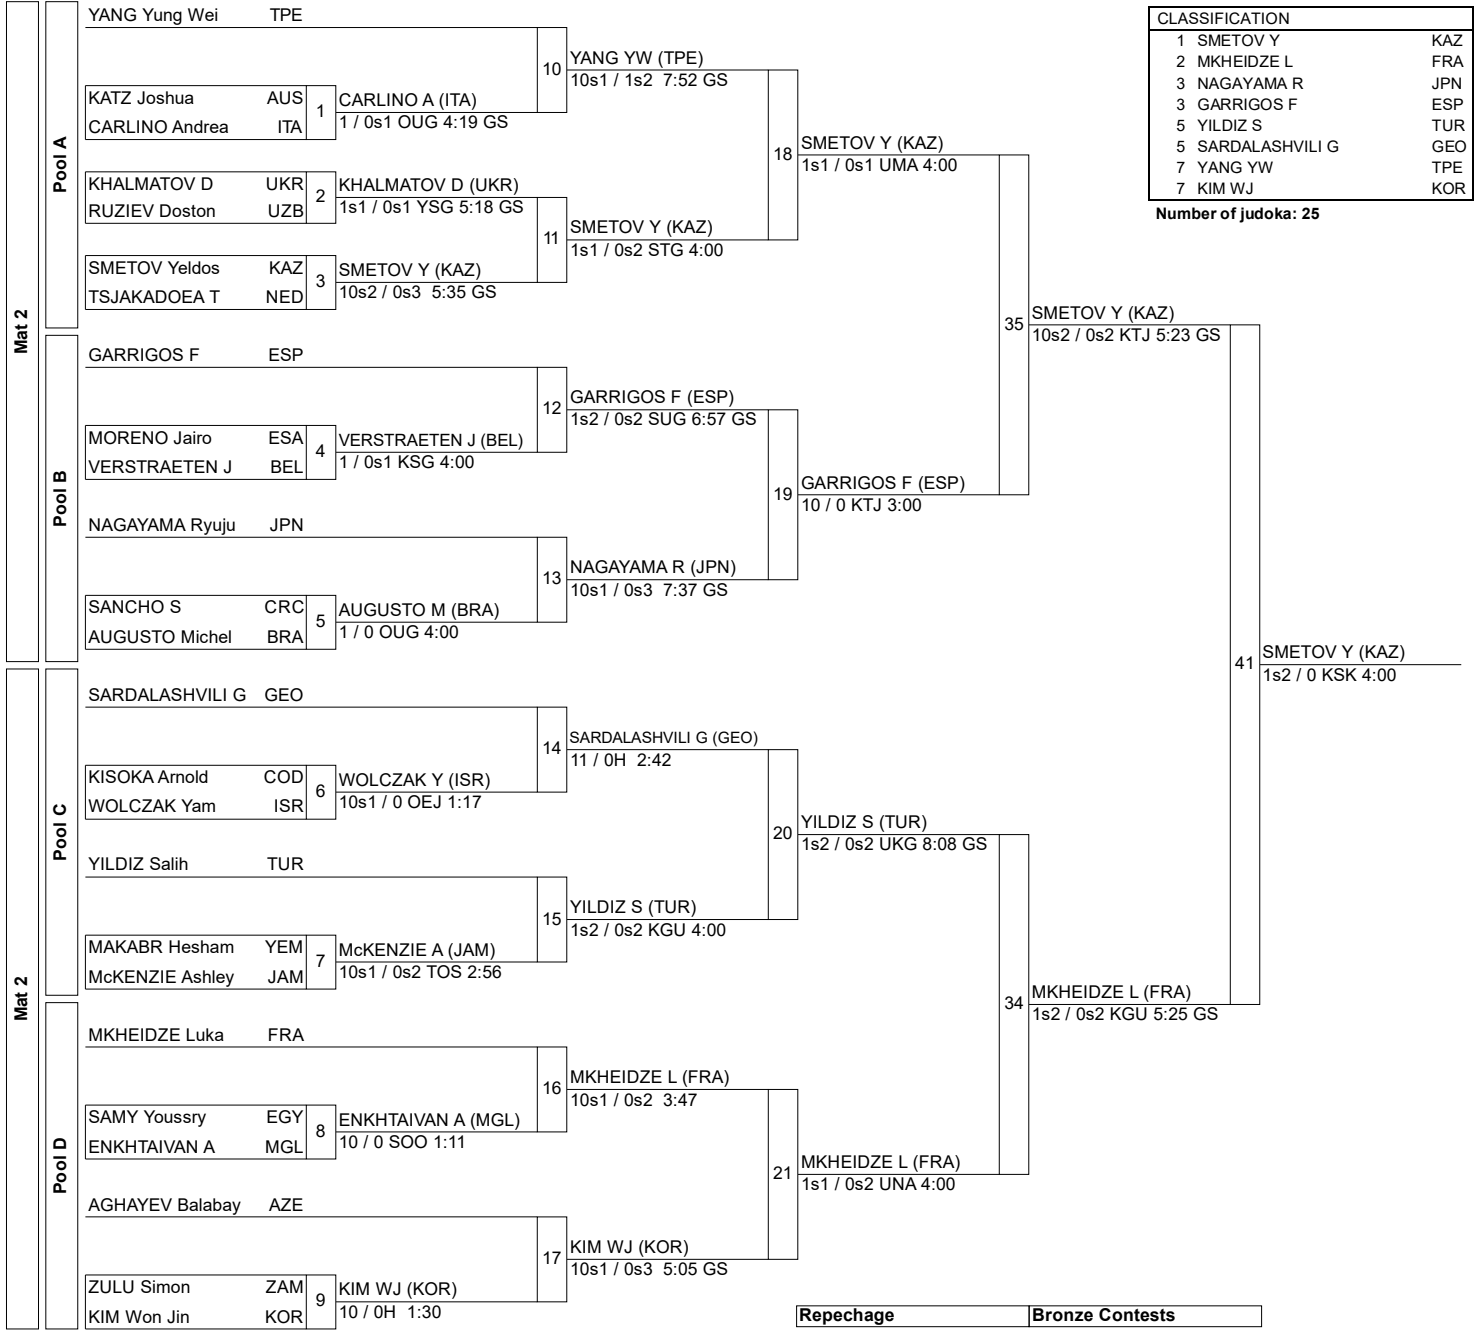 Mat 2
Pool A
YANG Yung Wei TPE
KATZ Joshua AUS
CARLINO Andrea ITA
1
CARLINO A (ITA)
1 / 0s1 OUG 4:19 GS
10
YANG YW (TPE)
10s1 / 1s2 7:52 GS
KHALMATOV D UKR
RUZIEV Doston UZB
2
KHALMATOV D (UKR)
1s1 / 0s1 YSG 5:18 GS
SMETOV Yeldos KAZ
TSJAKADOEA T NED
3
SMETOV Y (KAZ)
10s2 / 0s3 5:35 GS
11
SMETOV Y (KAZ)
1s1 / 0s2 STG 4:00
18
SMETOV Y (KAZ)
1s1 / 0s1 UMA 4:00
Pool B
GARRIGOS F ESP
MORENO Jairo ESA
VERSTRAETEN J BEL
4
VERSTRAETEN J (BEL)
1 / 0s1 KSG 4:00
12
GARRIGOS F (ESP)
1s2 / 0s2 SUG 6:57 GS
NAGAYAMA Ryuju JPN
SANCHO S CRC
AUGUSTO Michel BRA
5
AUGUSTO M (BRA)
1 / 0 OUG 4:00
13
NAGAYAMA R (JPN)
10s1 / 0s3 7:37 GS
19
GARRIGOS F (ESP)
10 / 0 KTJ 3:00
35
SMETOV Y (KAZ)
10s2 / 0s2 KTJ 5:23 GS
Mat 2
Pool C
SARDALASHVILI G GEO
KISOKA Arnold COD
WOLCZAK Yam ISR
6
WOLCZAK Y (ISR)
10s1 / 0 OEJ 1:17
14
SARDALASHVILI G (GEO)
11 / 0H 2:42
YILDIZ Salih TUR
MAKABR Hesham YEM
McKENZIE Ashley JAM
7
McKENZIE A (JAM)
10s1 / 0s2 TOS 2:56
15
YILDIZ S (TUR)
1s2 / 0s2 KGU 4:00
20
YILDIZ S (TUR)
1s2 / 0s2 UKG 8:08 GS
Pool D
MKHEIDZE Luka FRA
SAMY Youssry EGY
ENKHTAIVAN A MGL
8
ENKHTAIVAN A (MGL)
10 / 0 SOO 1:11
16
MKHEIDZE L (FRA)
10s1 / 0s2 3:47
AGHAYEV Balabay AZE
ZULU Simon ZAM
KIM Won Jin KOR
9
KIM WJ (KOR)
10 / 0H 1:30
17
KIM WJ (KOR)
10s1 / 0s3 5:05 GS
21
MKHEIDZE L (FRA)
1s1 / 0s2 UNA 4:00
34
MKHEIDZE L (FRA)
1s2 / 0s2 KGU 5:25 GS
41
SMETOV Y (KAZ)
1s2 / 0 KSK 4:00
CLASSIFICATION
1 SMETOV Y KAZ
2 MKHEIDZE L FRA
3 NAGAYAMA R JPN
3 GARRIGOS F ESP
5 YILDIZ S TUR
5 SARDALASHVILI G GEO
7 YANG YW TPE
7 KIM WJ KOR
Number of judoka: 25
Repechage
Bronze Contests